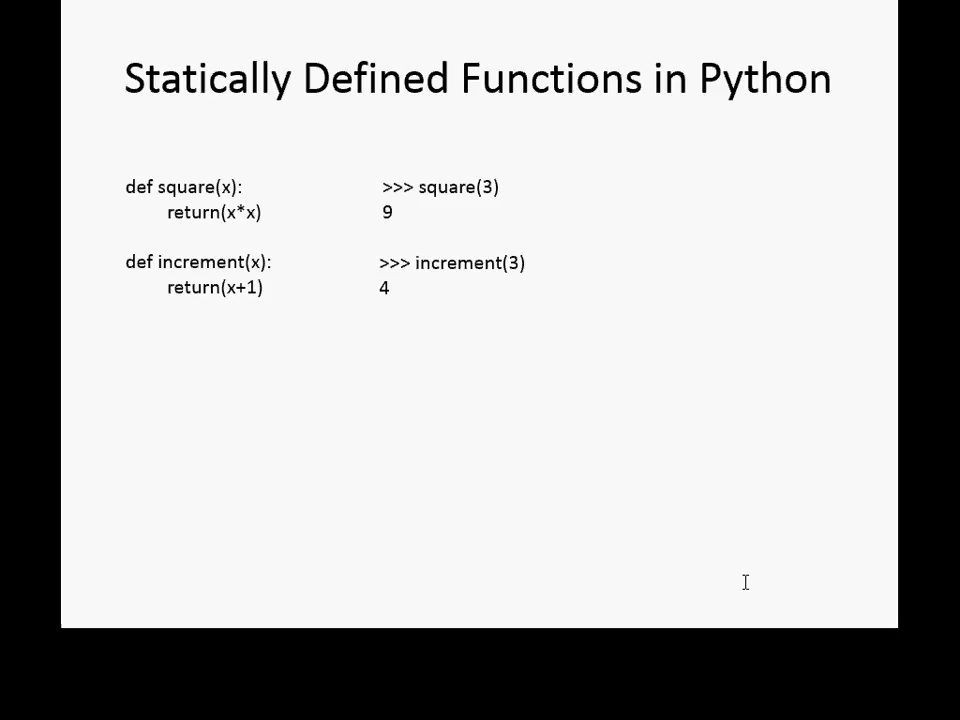 Statically Defined Functions in Python
def square(x):
return(x*x)
>>> square(3)
9
def increment(x):
return(x+1)
>>> increment(3)
4